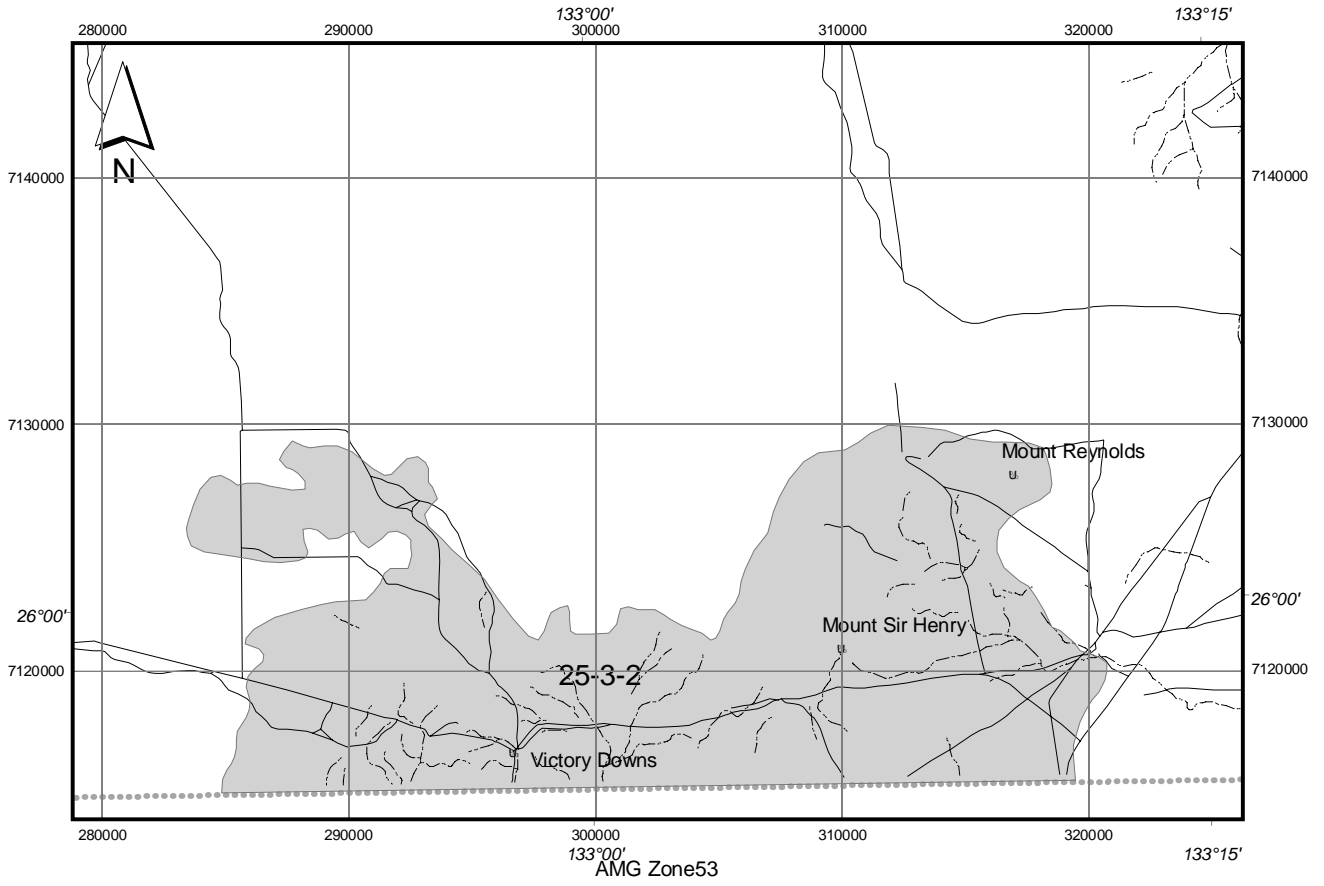 133°00' 133°15'
280000 290000 300000 310000 320000
N
7140000 7140000
7130000 7130000
Mount Reynolds
26°00' 26°00'
Mount Sir Henry
7120000 25-3-2 7120000
Victory Downs
280000 290000 300000 310000 320000
133°00' 133°15'
AMG Zone53